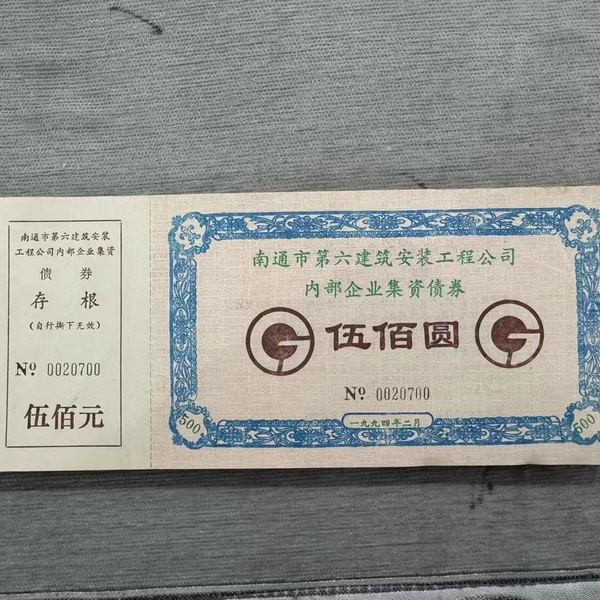 南通市第六建筑安装
工程公司内部企业集资
债券
存根
（自行撕下无效）
Nº 0020700
伍佰元
南通市第六建筑安装工程公司
内部企业集资债券
伍佰圆
Nº 0020700
500
一九九四年二月
500